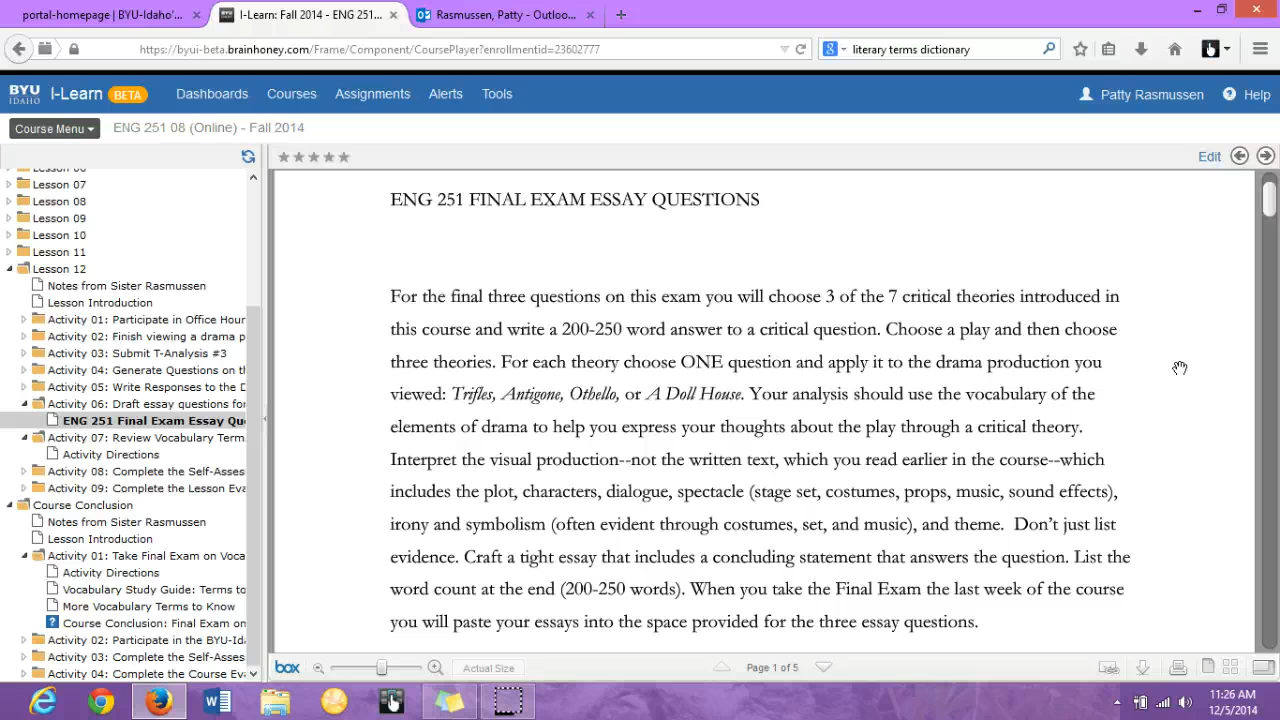 portal-homepage | BYU-Idaho'... × I-Learn: Fall 2014 - ENG 251... × Rasmussen, Patty - Outloo... × +
https://byui-beta.brainhoney.com/Frame/Component/CoursePlayer?enrollmentid=23602777 literary terms dictionary
BYU IDAHO I-Learn BETA Dashboards Courses Assignments Alerts Tools Patty Rasmussen Help
Course Menu ENG 251 08 (Online) - Fall 2014
Edit
Lesson 06
Lesson 07
Lesson 08
Lesson 09
Lesson 10
Lesson 11
Lesson 12
Notes from Sister Rasmussen
Lesson Introduction
Activity 01: Participate in Office Hour
Activity 02: Finish viewing a drama p
Activity 03: Submit T-Analysis #3
Activity 04: Generate Questions on th
Activity 05: Write Responses to the D
Activity 06: Draft essay questions for
ENG 251 Final Exam Essay Qu
Activity 07: Review Vocabulary Term
Activity Directions
Activity 08: Complete the Self-Asses
Activity 09: Complete the Lesson Eva
Course Conclusion
Notes from Sister Rasmussen
Lesson Introduction
Activity 01: Take Final Exam on Voca
Activity Directions
Vocabulary Study Guide: Terms to
More Vocabulary Terms to Know
Course Conclusion: Final Exam on
Activity 02: Participate in the BYU-Ida
Activity 03: Complete the Self-Asses
Activity 04: Complete the Course Eva
ENG 251 FINAL EXAM ESSAY QUESTIONS
For the final three questions on this exam you will choose 3 of the 7 critical theories introduced in
this course and write a 200-250 word answer to a critical question. Choose a play and then choose
three theories. For each theory choose ONE question and apply it to the drama production you
viewed: Trifles, Antigone, Othello, or A Doll House. Your analysis should use the vocabulary of the
elements of drama to help you express your thoughts about the play through a critical theory.
Interpret the visual production--not the written text, which you read earlier in the course--which
includes the plot, characters, dialogue, spectacle (stage set, costumes, props, music, sound effects),
irony and symbolism (often evident through costumes, set, and music), and theme. Don't just list
evidence. Craft a tight essay that includes a concluding statement that answers the question. List the
word count at the end (200-250 words). When you take the Final Exam the last week of the course
you will paste your essays into the space provided for the three essay questions.
box Actual Size Page 1 of 5
11:26 AM
12/5/2014